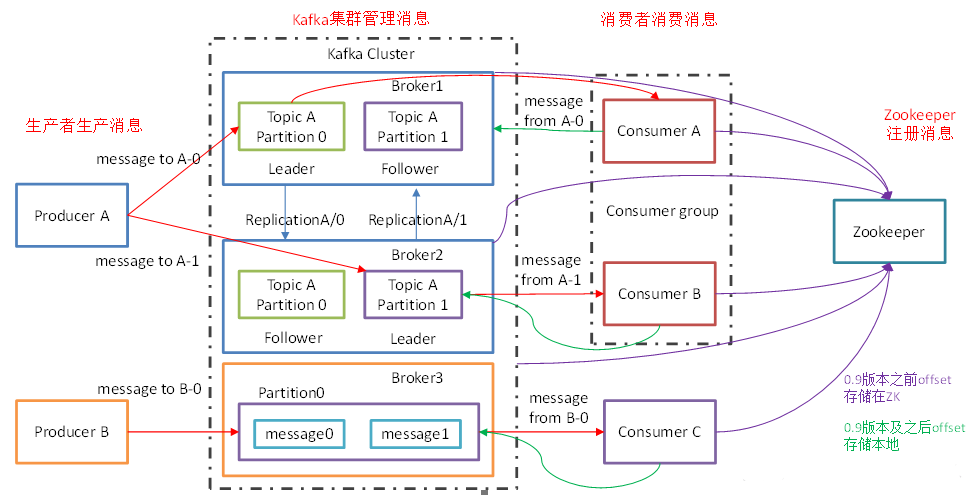 Kafka集群管理消息
消费者消费消息
Kafka Cluster
Broker1
Topic A
Partition 0
Topic A
Partition 1
Leader
Follower
message
from A-0
Consumer A
Zookeeper
注册消息
生产者生产消息
message to A-0
Producer A
ReplicationA/0
ReplicationA/1
Consumer group
Zookeeper
message to A-1
Broker2
Topic A
Partition 0
Topic A
Partition 1
Follower
Leader
message
from A-1
Consumer B
message to B-0
Broker3
Partition0
message0
message1
Producer B
message
from B-0
Consumer C
0.9版本之前offset
存储在ZK
0.9版本及之后offset
存储本地